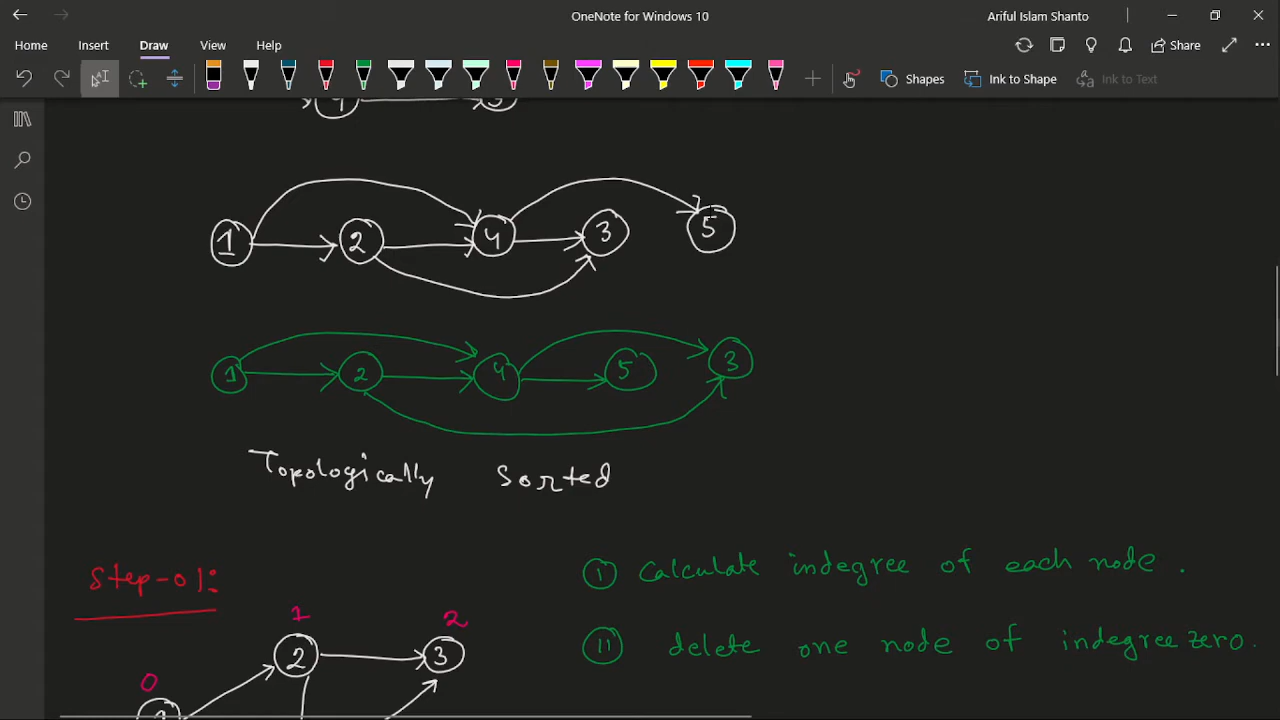 OneNote for Windows 10
Ariful Islam Shanto
Home Insert Draw View Help
Share
Shapes Ink to Shape Ink to Text
1 2 4 3 5
1 2 4 5 3
Topologically Sorted
Step-01:
I Calculate indegree of each node.
1 2
II delete one node of indegree zero.
2 3
0